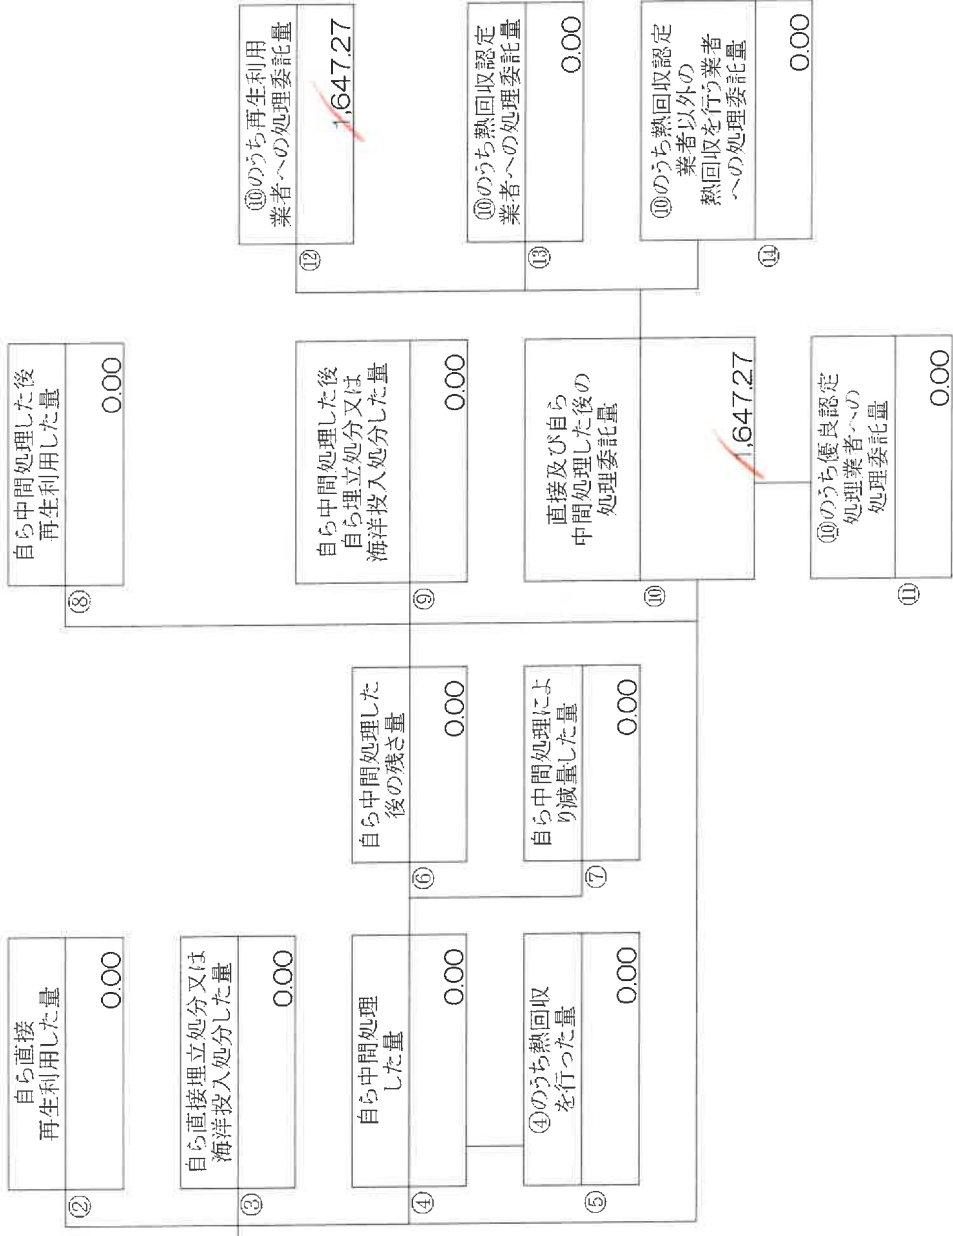 ②
自ら直接
再生利用した量
0.00
③
自ら直接埋立処分又は
海洋投入処分した量
0.00
④
自ら中間処理
した量
0.00
⑤
④のうち熱回収
を行った量
0.00
⑥
自ら中間処理した
後の残さ量
0.00
⑦
自ら中間処理によ
り減量した量
0.00
⑧
自ら中間処理した後
再生利用した量
0.00
⑨
自ら中間処理した後
自ら埋立処分又は
海洋投入処分した量
0.00
⑩
直接及び自ら
中間処理した後の
処理委託量
1,647.27
⑪
⑩のうち優良認定
処理業者への
処理委託量
0.00
⑫
⑩のうち再生利用
業者への処理委託量
1,647.27
⑬
⑩のうち熱回収認定
業者への処理委託量
0.00
⑭
⑩のうち熱回収認定
業者以外の
熱回収を行う業者
への処理委託量
0.00